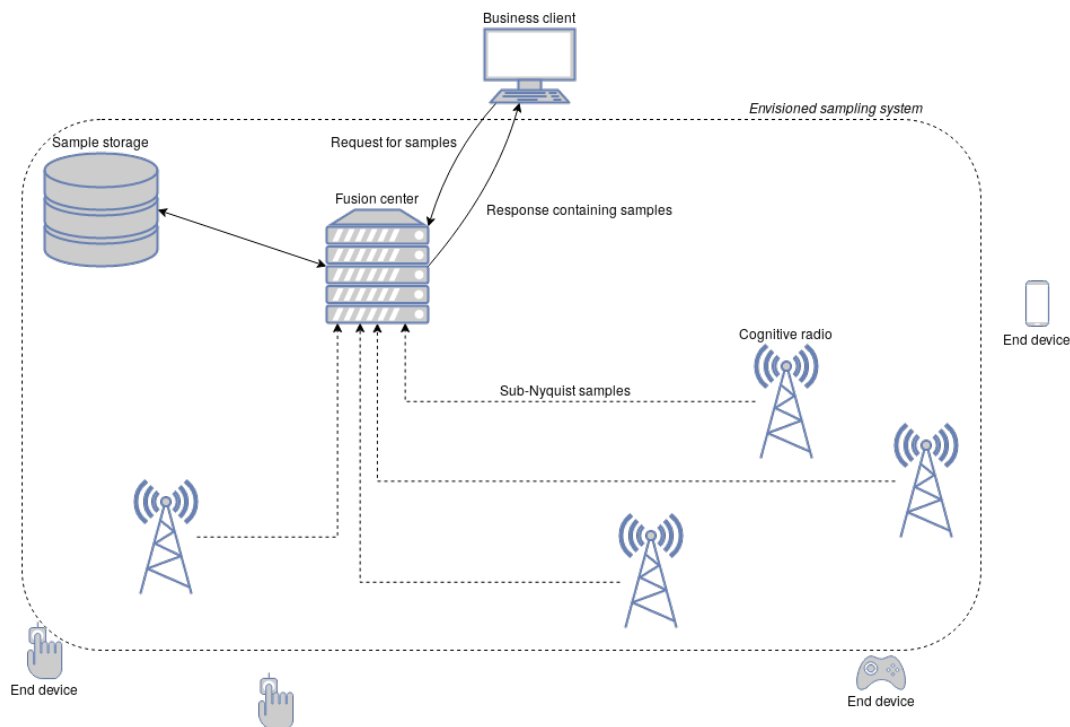 Business client
Envisioned sampling system
Sample storage
Request for samples
Fusion center
Response containing samples
End device
Cognitive radio
Sub-Nyquist samples
End device
End device